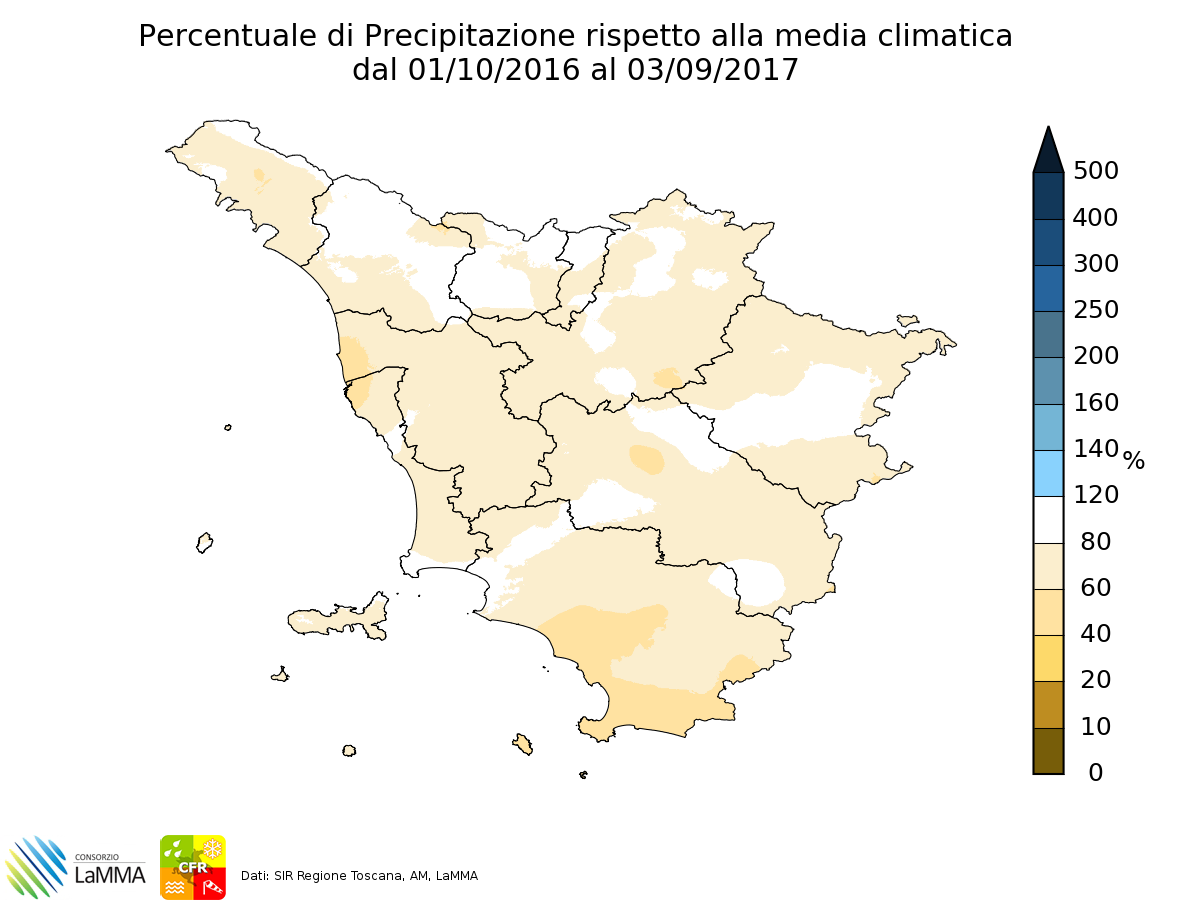 Percentuale di Precipitazione rispetto alla media climatica
dal 01/10/2016 al 03/09/2017
500
400
300
250
200
160
140
%
120
80
60
40
20
10
0
CONSORZIO
LaMMA
CFR
Dati: SIR Regione Toscana, AM, LaMMA